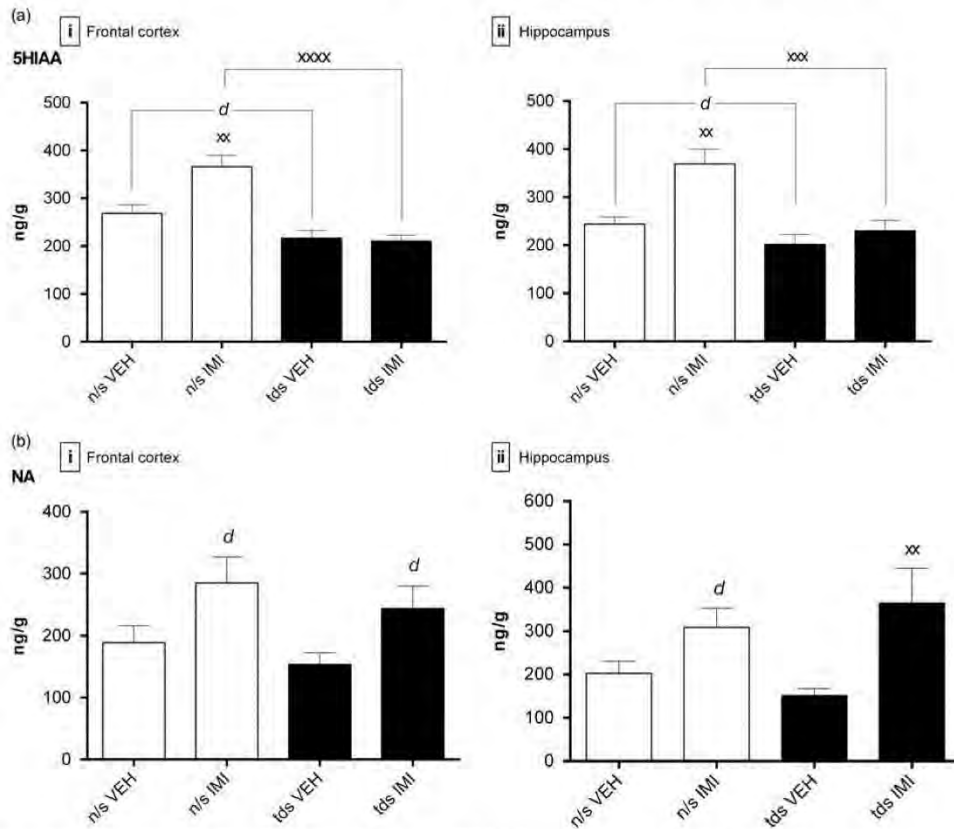 (a)
i Frontal cortex
5HIAA
xxxx
d
xx
500
400
300
200
100
0
ng/g
n/s VEH
n/s IMI
tds VEH
tds IMI
ii Hippocampus
xxx
d
xx
500
400
300
200
100
0
ng/g
n/s VEH
n/s IMI
tds VEH
tds IMI
(b)
i Frontal cortex
NA
400
300
200
100
0
ng/g
d
d
n/s VEH
n/s IMI
tds VEH
tds IMI
ii Hippocampus
600
500
400
300
200
100
0
ng/g
d
xx
n/s VEH
n/s IMI
tds VEH
tds IMI